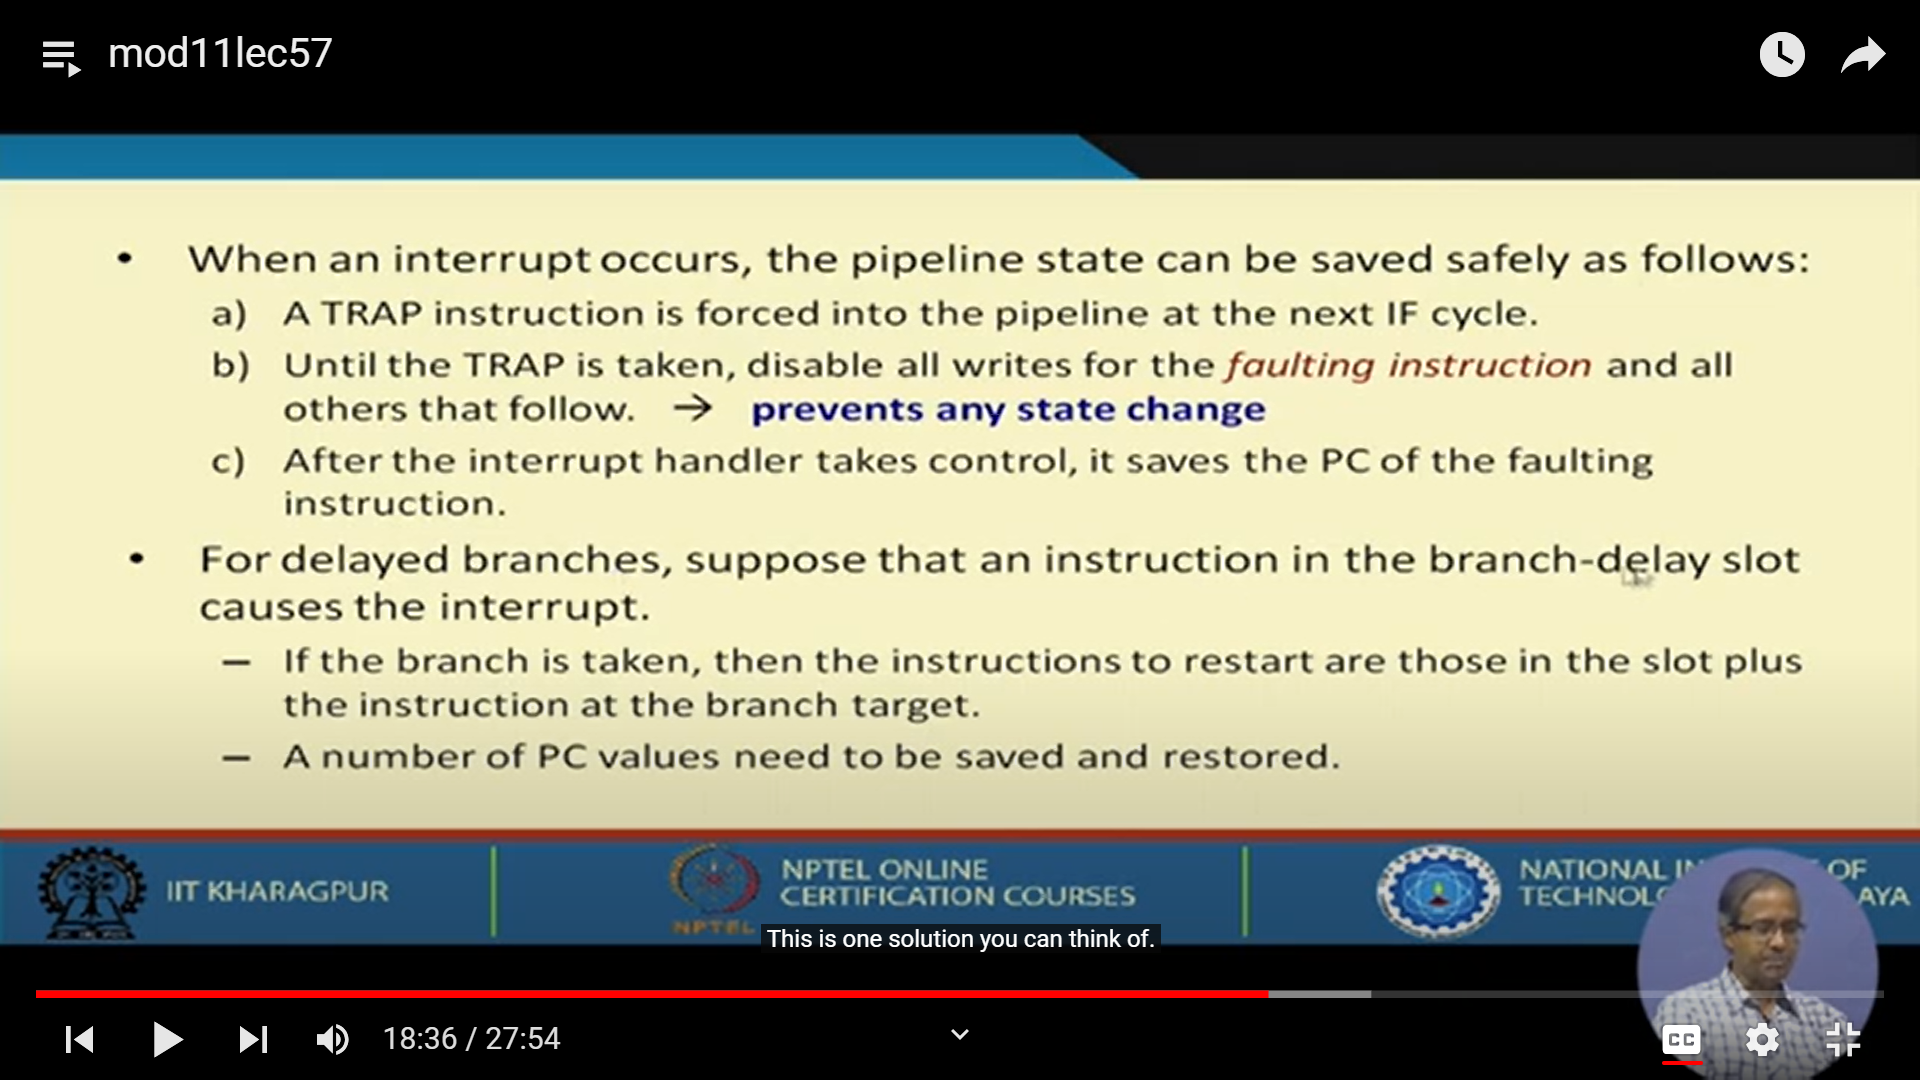 mod11lec57
• When an interrupt occurs, the pipeline state can be saved safely as follows:
a) A TRAP instruction is forced into the pipeline at the next IF cycle.
b) Until the TRAP is taken, disable all writes for the faulting instruction and all
others that follow. → prevents any state change
c) After the interrupt handler takes control, it saves the PC of the faulting
instruction.
• For delayed branches, suppose that an instruction in the branch-delay slot
causes the interrupt.
— If the branch is taken, then the instructions to restart are those in the slot plus
the instruction at the branch target.
— A number of PC values need to be saved and restored.
IIT KHARAGPUR
NPTEL
NPTEL ONLINE
CERTIFICATION COURSES
NATIONAL OF
This is one solution you can think of.
18:36 / 27:54
CC